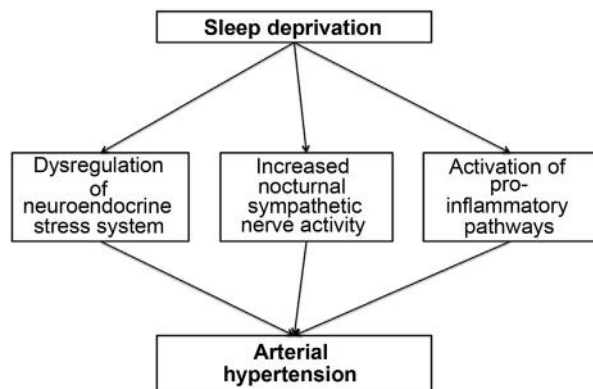 Sleep deprivation
Dysregulation
of
neuroendocrine
stress system
Increased
nocturnal
sympathetic
nerve activity
Activation of
pro-
inflammatory
pathways
Arterial
hypertension